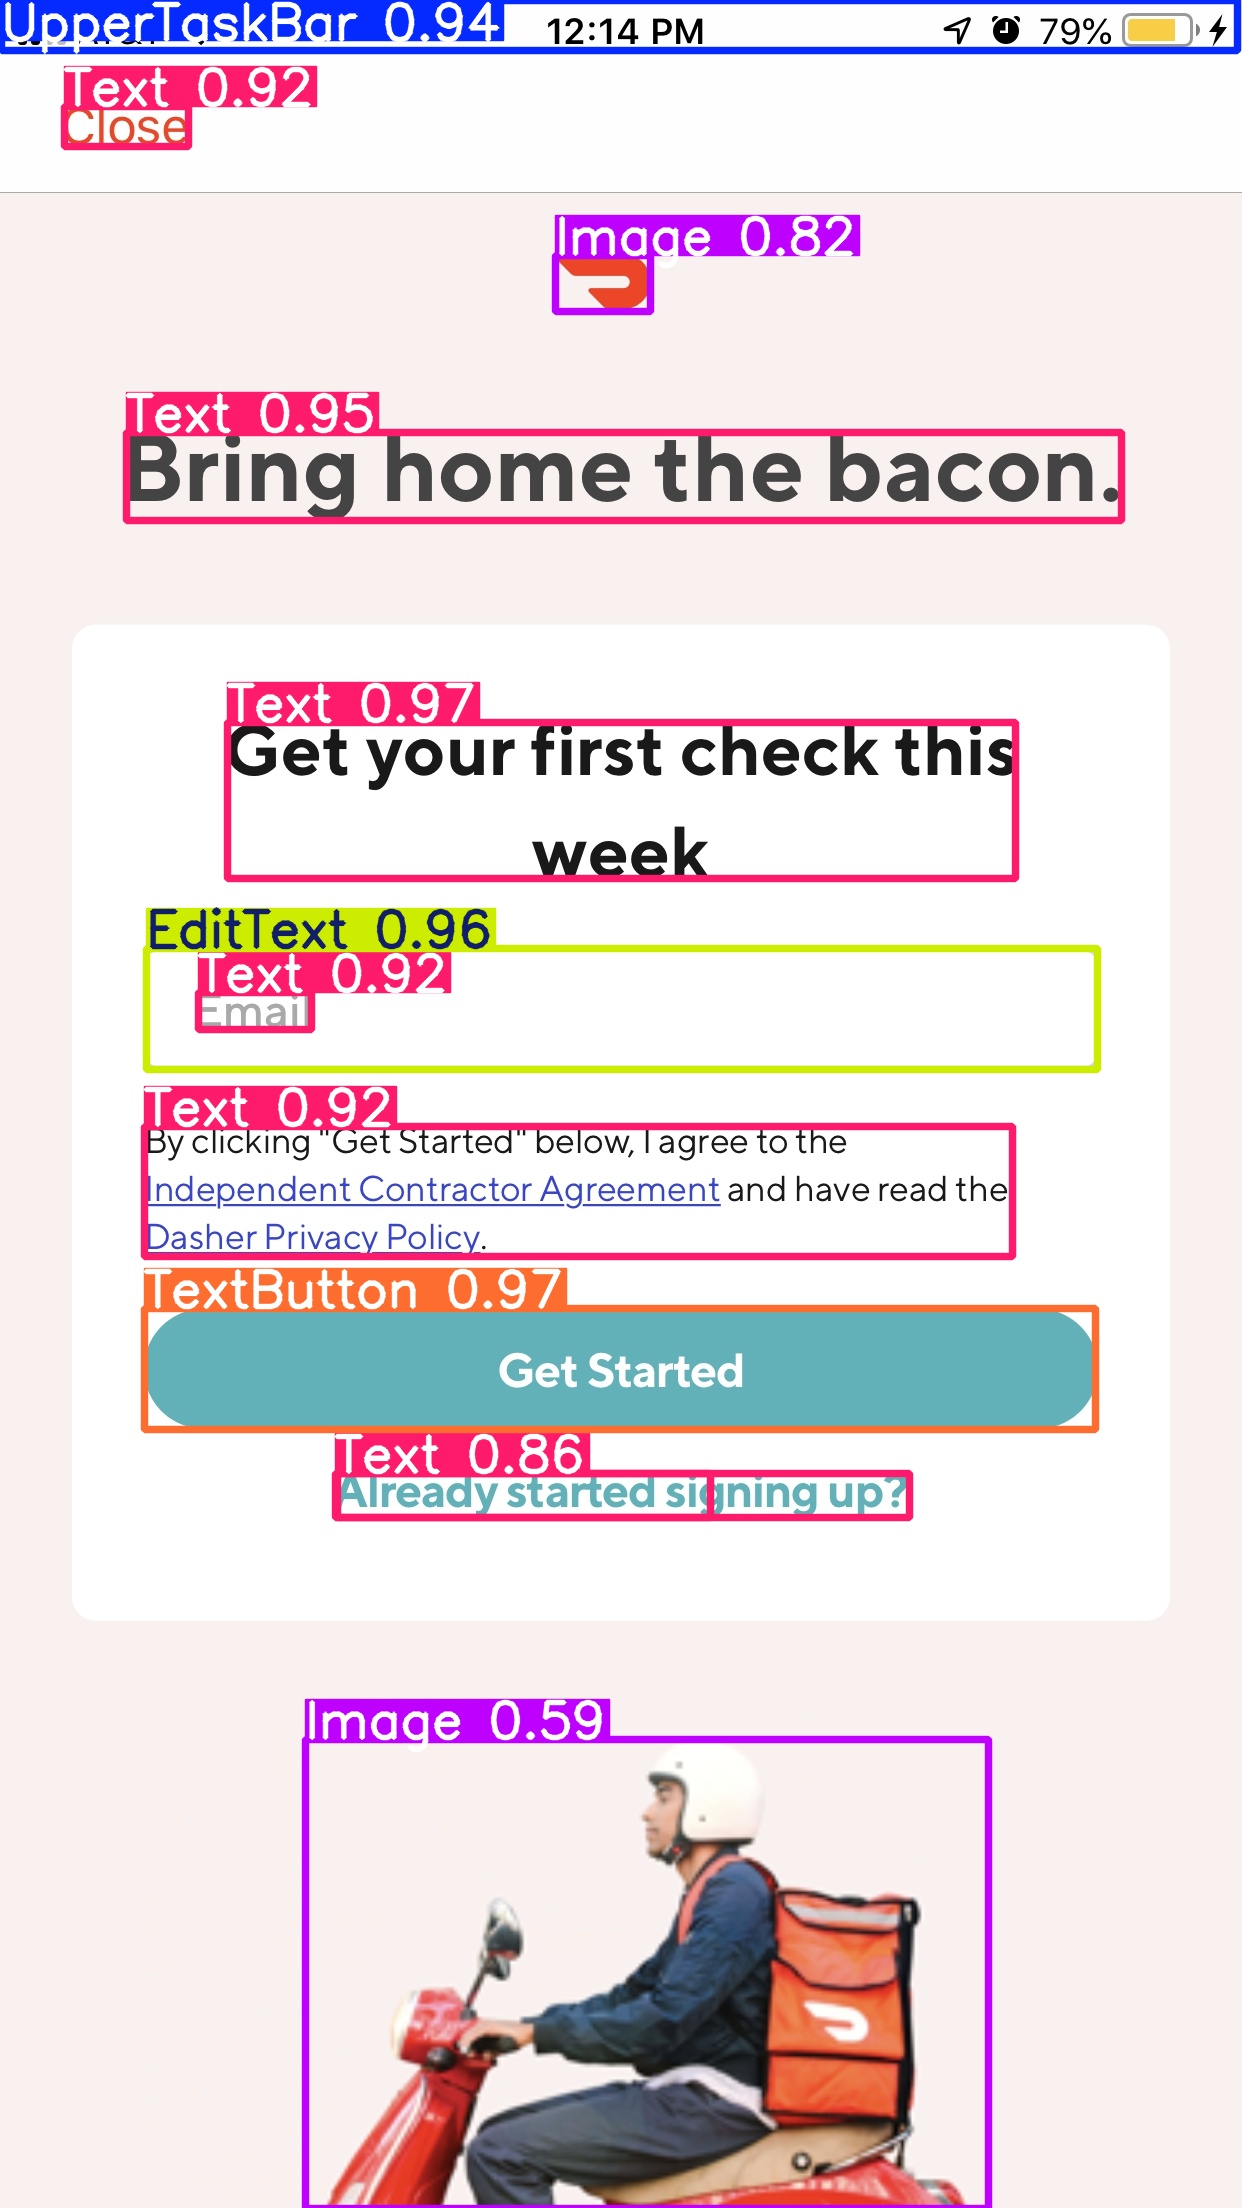 UpperTaskBar 0.94
12:14 PM
79%
Text 0.92
Close
Image 0.82
Text 0.95
Bring home the bacon.
Text 0.97
Get your first check this
week
EditText 0.96
Text 0.92
Email
Text 0.92
By clicking "Get Started" below, I agree to the
Independent Contractor Agreement and have read the
Dasher Privacy Policy.
TextButton 0.97
Get Started
Text 0.86
Already started signing up?
Image 0.59